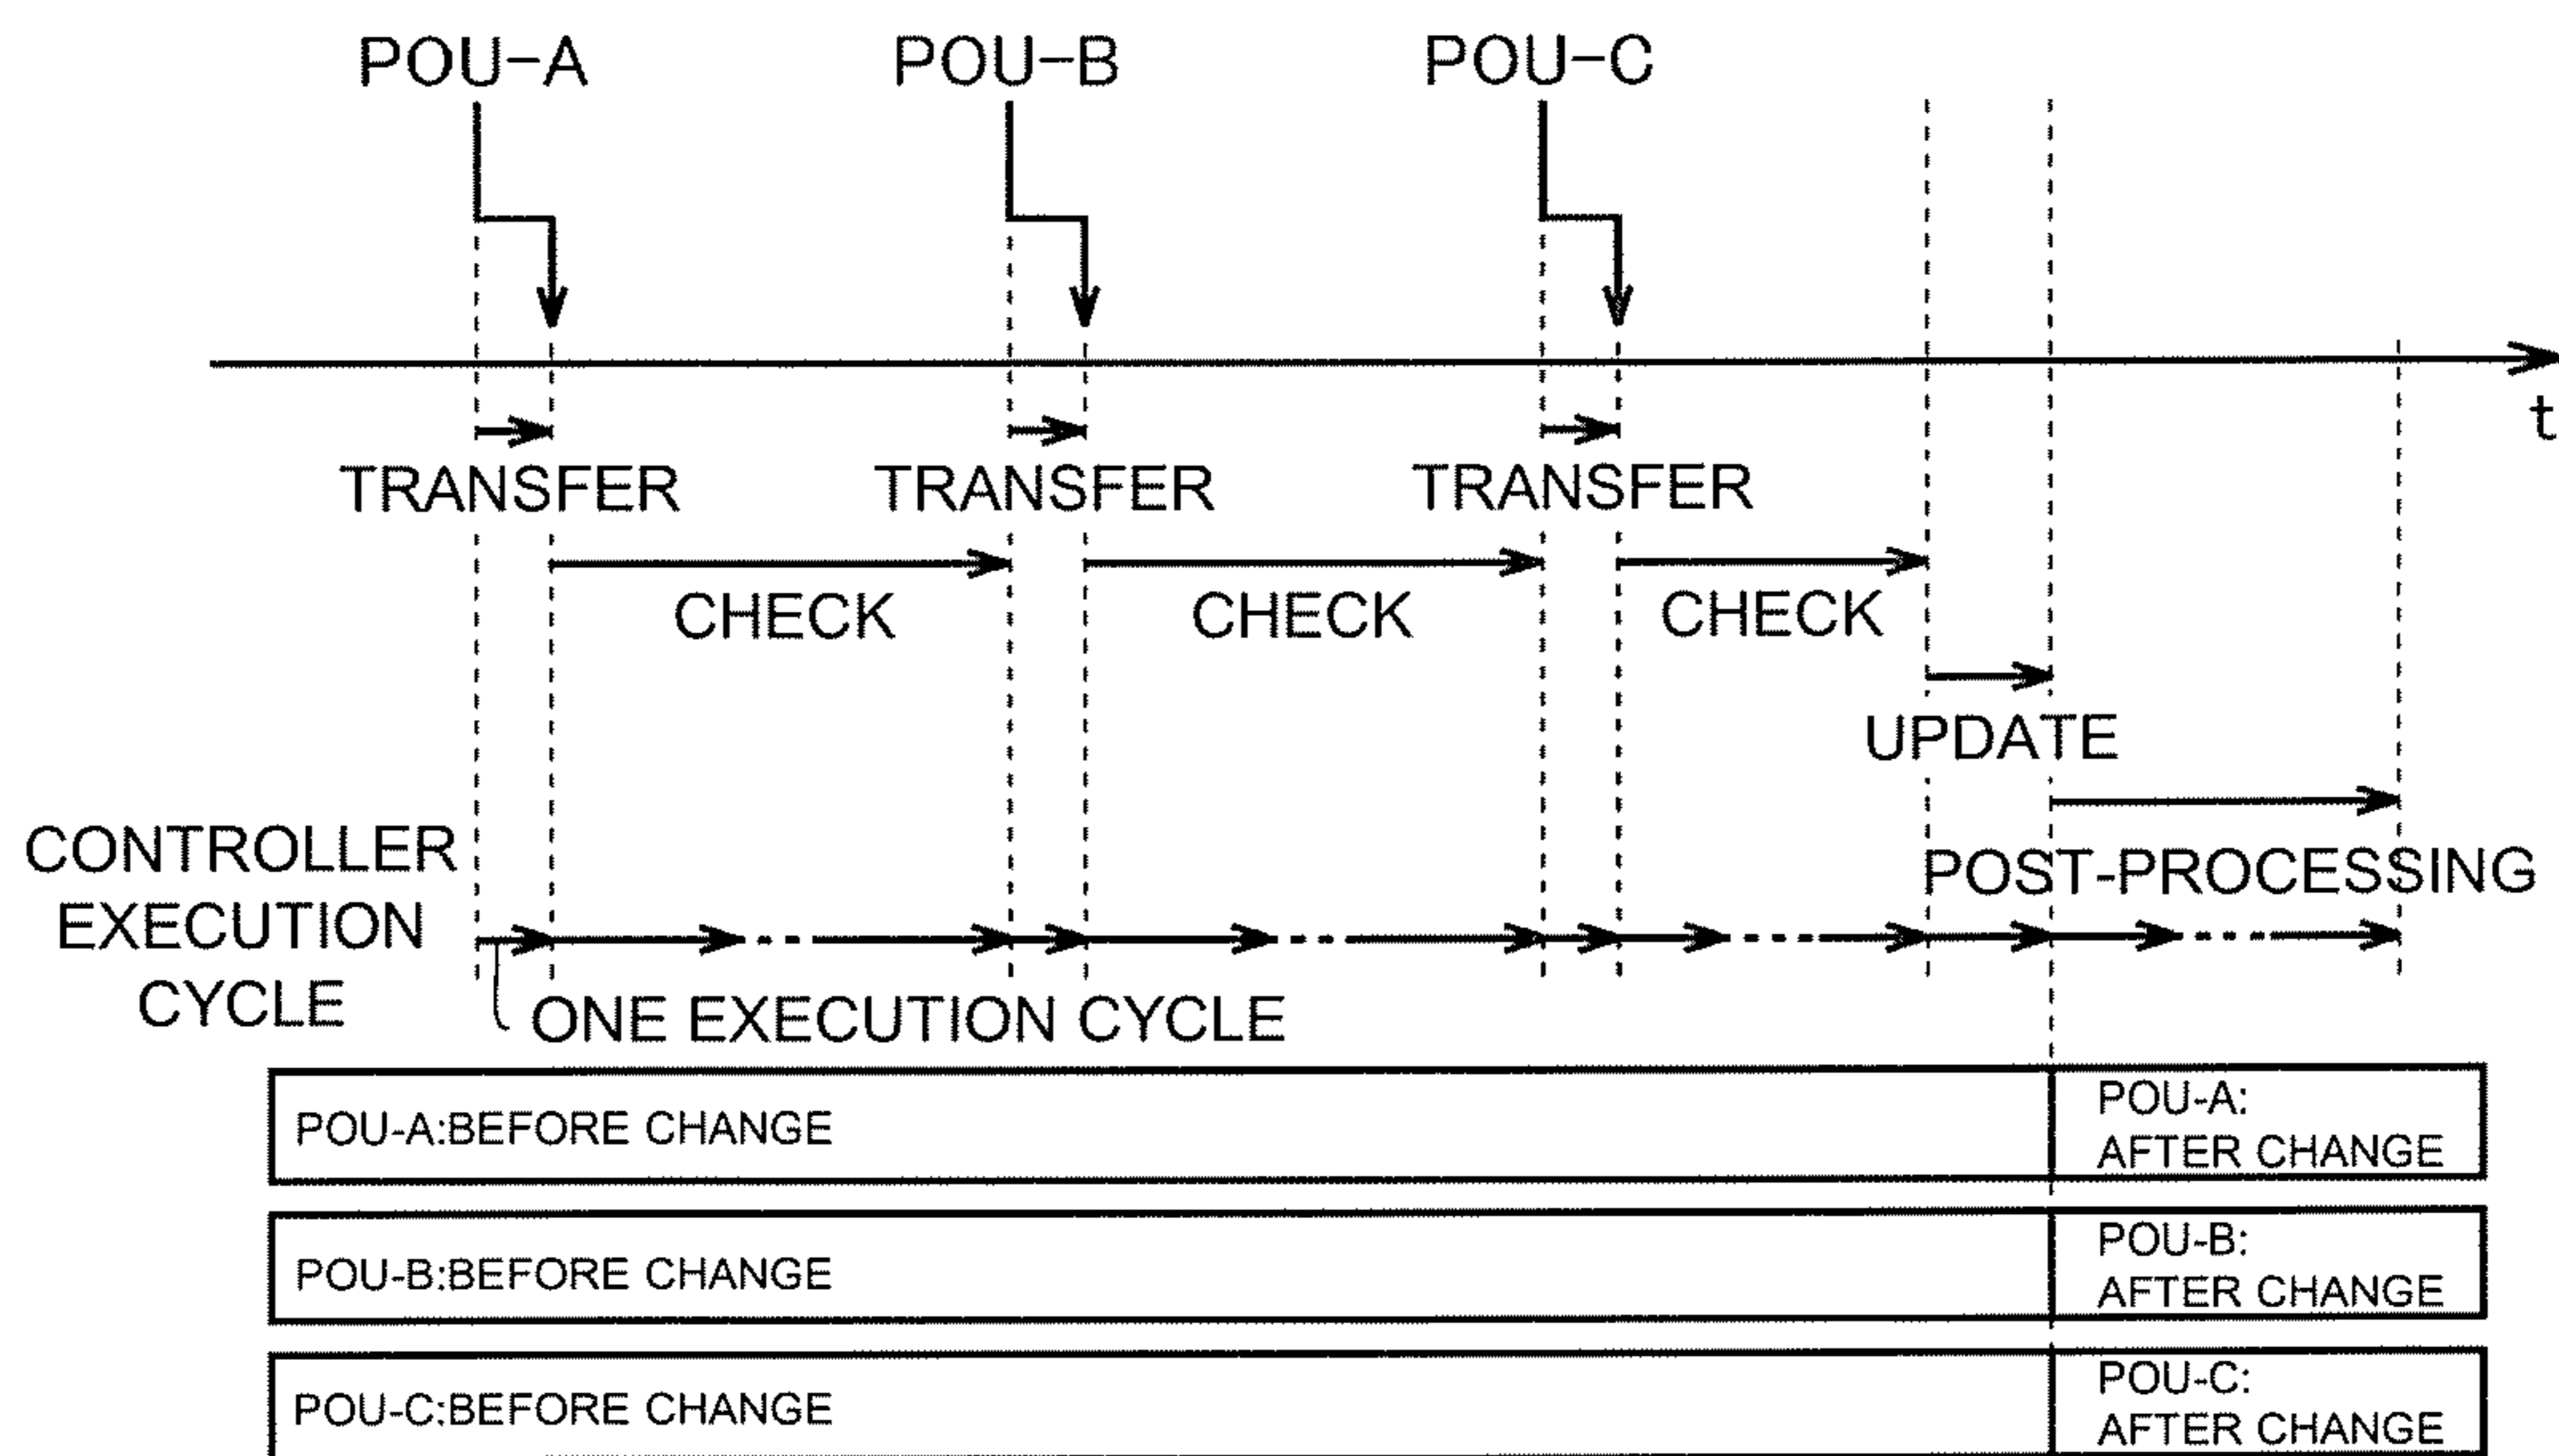 POU-A POU-B POU-C
t
TRANSFER TRANSFER TRANSFER
CHECK CHECK CHECK
UPDATE
POST-PROCESSING
CONTROLLER
EXECUTION
CYCLE
ONE EXECUTION CYCLE
POU-A:BEFORE CHANGE
POU-A:
AFTER CHANGE
POU-B:BEFORE CHANGE
POU-B:
AFTER CHANGE
POU-C:BEFORE CHANGE
POU-C:
AFTER CHANGE